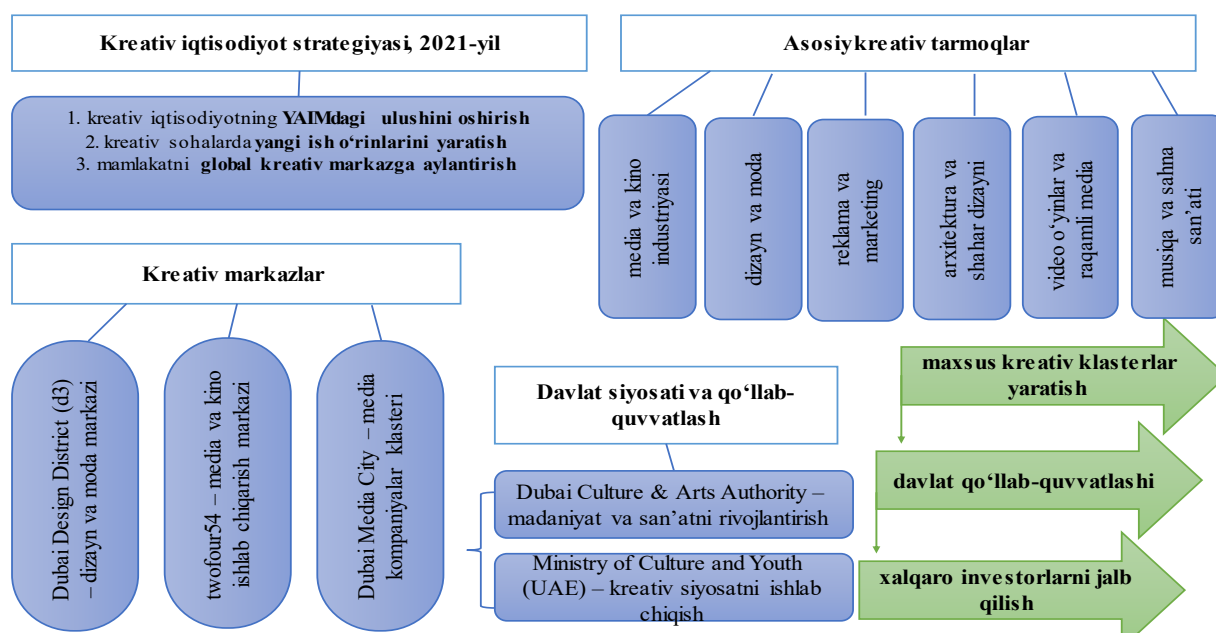 Kreativ iqtisodiyot strategiyasi, 2021-yil
1. kreativ iqtisodiyotning YAIMdagi ulushini oshirish
2. kreativ sohalarda yangi ish o‘rinlarini yaratish
3. mamlakatni global kreativ markazga aylantirish
Asosiy kreativ tarmoqlar
media va kino
industriyasi
dizayn va moda
reklama va
marketing
arxitektura va
shahar dizayni
video o‘yinlar va
raqamli media
musiqa va sahna
san’ati
Kreativ markazlar
Dubai Design District (d3)
– dizayn va moda markazi
twofour54 – media va kino
ishlab chiqarish markazi
Dubai Media City – media
kompaniyalar klasteri
Davlat siyosati va qo‘llab-
quvvatlash
Dubai Culture & Arts Authority –
madaniyat va san’atni rivojlantirish
Ministry of Culture and Youth
(UAE) – kreativ siyosatni ishlab
chiqish
maxsus kreativ klasterlar
yaratish
davlat qo‘llab-quvvatlashi
xalqaro investorlarni jalb
qilish